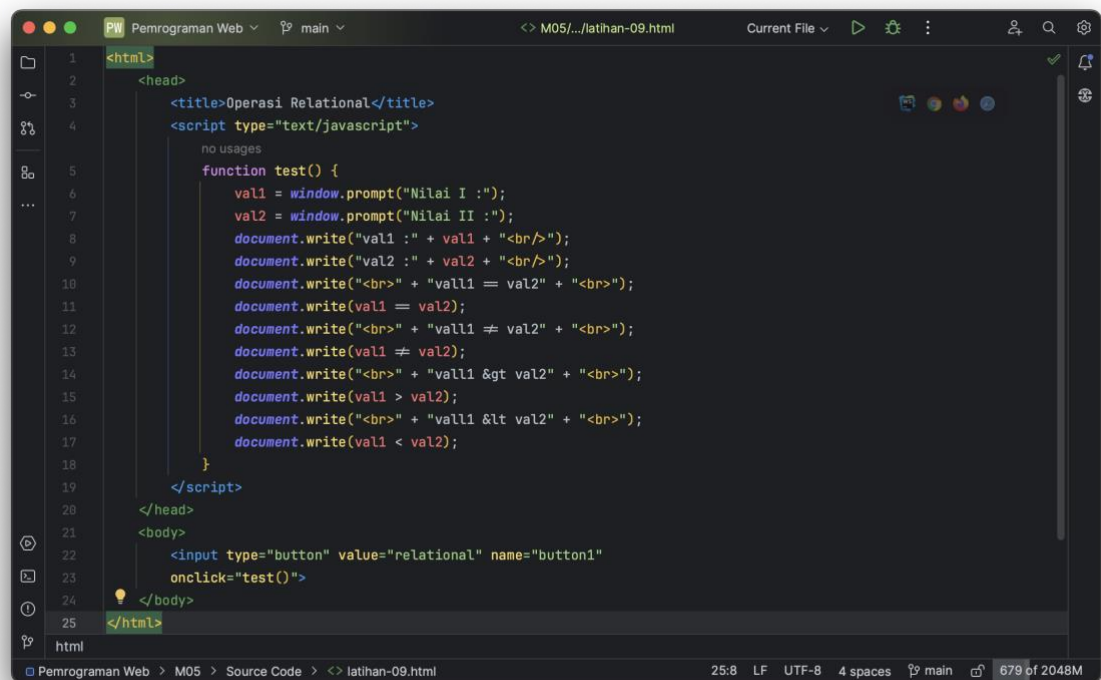 PW Pemrograman Web main <> M05/.../latihan-09.html Current File
1 <html>
2 <head>
3 <title>Operasi Relational</title>
4 <script type="text/javascript">
no usages
5 function test() {
6 val1 = window.prompt("Nilai I :");
7 val2 = window.prompt("Nilai II :");
8 document.write("val1 :" + val1 + "<br/>");
9 document.write("val2 :" + val2 + "<br/>");
10 document.write("<br>" + "vall1 == val2" + "<br>");
11 document.write(val1 == val2);
12 document.write("<br>" + "vall1 ≠ val2" + "<br>");
13 document.write(val1 ≠ val2);
14 document.write("<br>" + "vall1 &gt val2" + "<br>");
15 document.write(val1 > val2);
16 document.write("<br>" + "vall1 &lt val2" + "<br>");
17 document.write(val1 < val2);
18 }
19 </script>
20 </head>
21 <body>
22 <input type="button" value="relational" name="button1"
23 onclick="test()">
24 </body>
25 </html>
html
Pemrograman Web > M05 > Source Code > <> latihan-09.html 25:8 LF UTF-8 4 spaces main 679 of 2048M